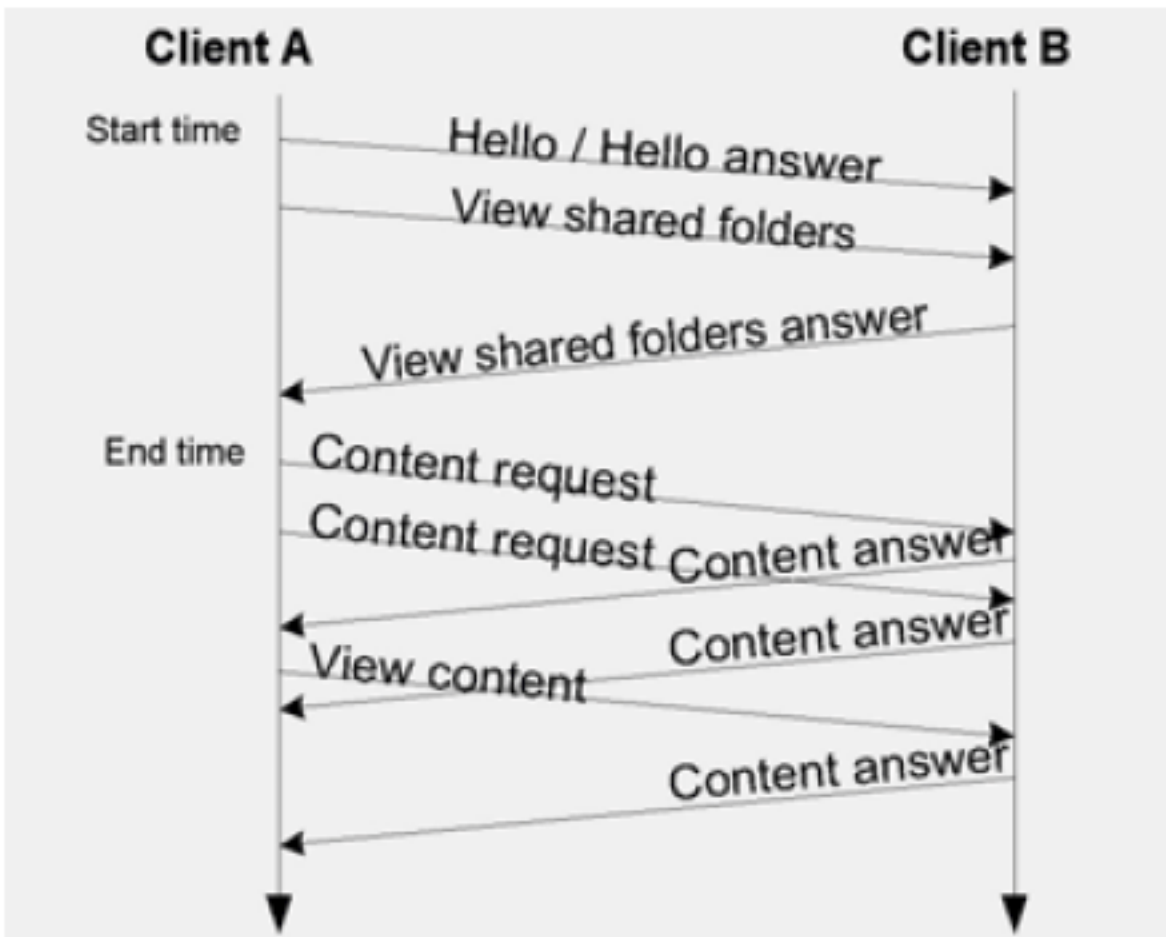 Client A
Client B
Start time
Hello / Hello answer
View shared folders
View shared folders answer
End time
Content request
Content request
Content answer
Content answer
View content
Content answer